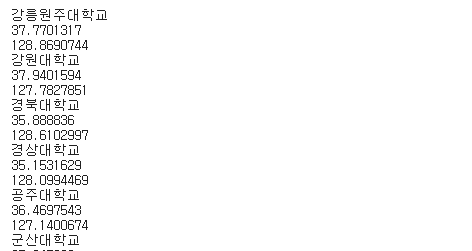 강릉원주대학교
37.7701317
128.8690744
강원대학교
37.9401594
127.7827851
경북대학교
35.888836
128.6102997
경상대학교
35.1531629
128.0994469
공주대학교
36.4697543
127.1400674
군산대학교